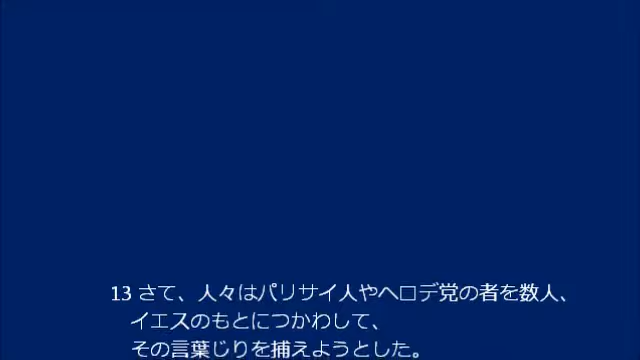 13 さて、人々はパリサイ人やヘロデ党の者を数人、
イエスのもとにつかわして、
その言葉じりを捕えようとした。